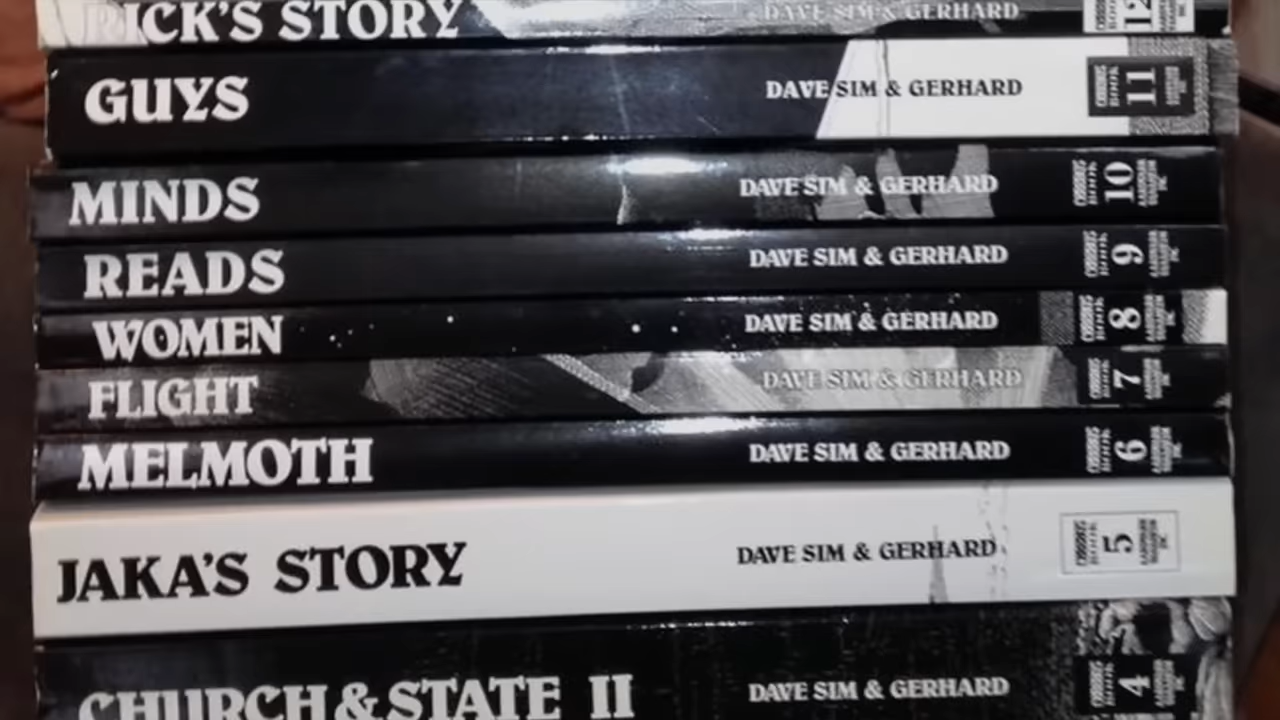 RICK'S STORY DAVE SIM & GERHARD 12
GUYS DAVE SIM & GERHARD 11
MINDS DAVE SIM & GERHARD 10
READS DAVE SIM & GERHARD 9
WOMEN DAVE SIM & GERHARD 8
FLIGHT DAVE SIM & GERHARD 7
MELMOTH DAVE SIM & GERHARD 6
JAKA'S STORY DAVE SIM & GERHARD 5
CHURCH & STATE II DAVE SIM & GERHARD 4